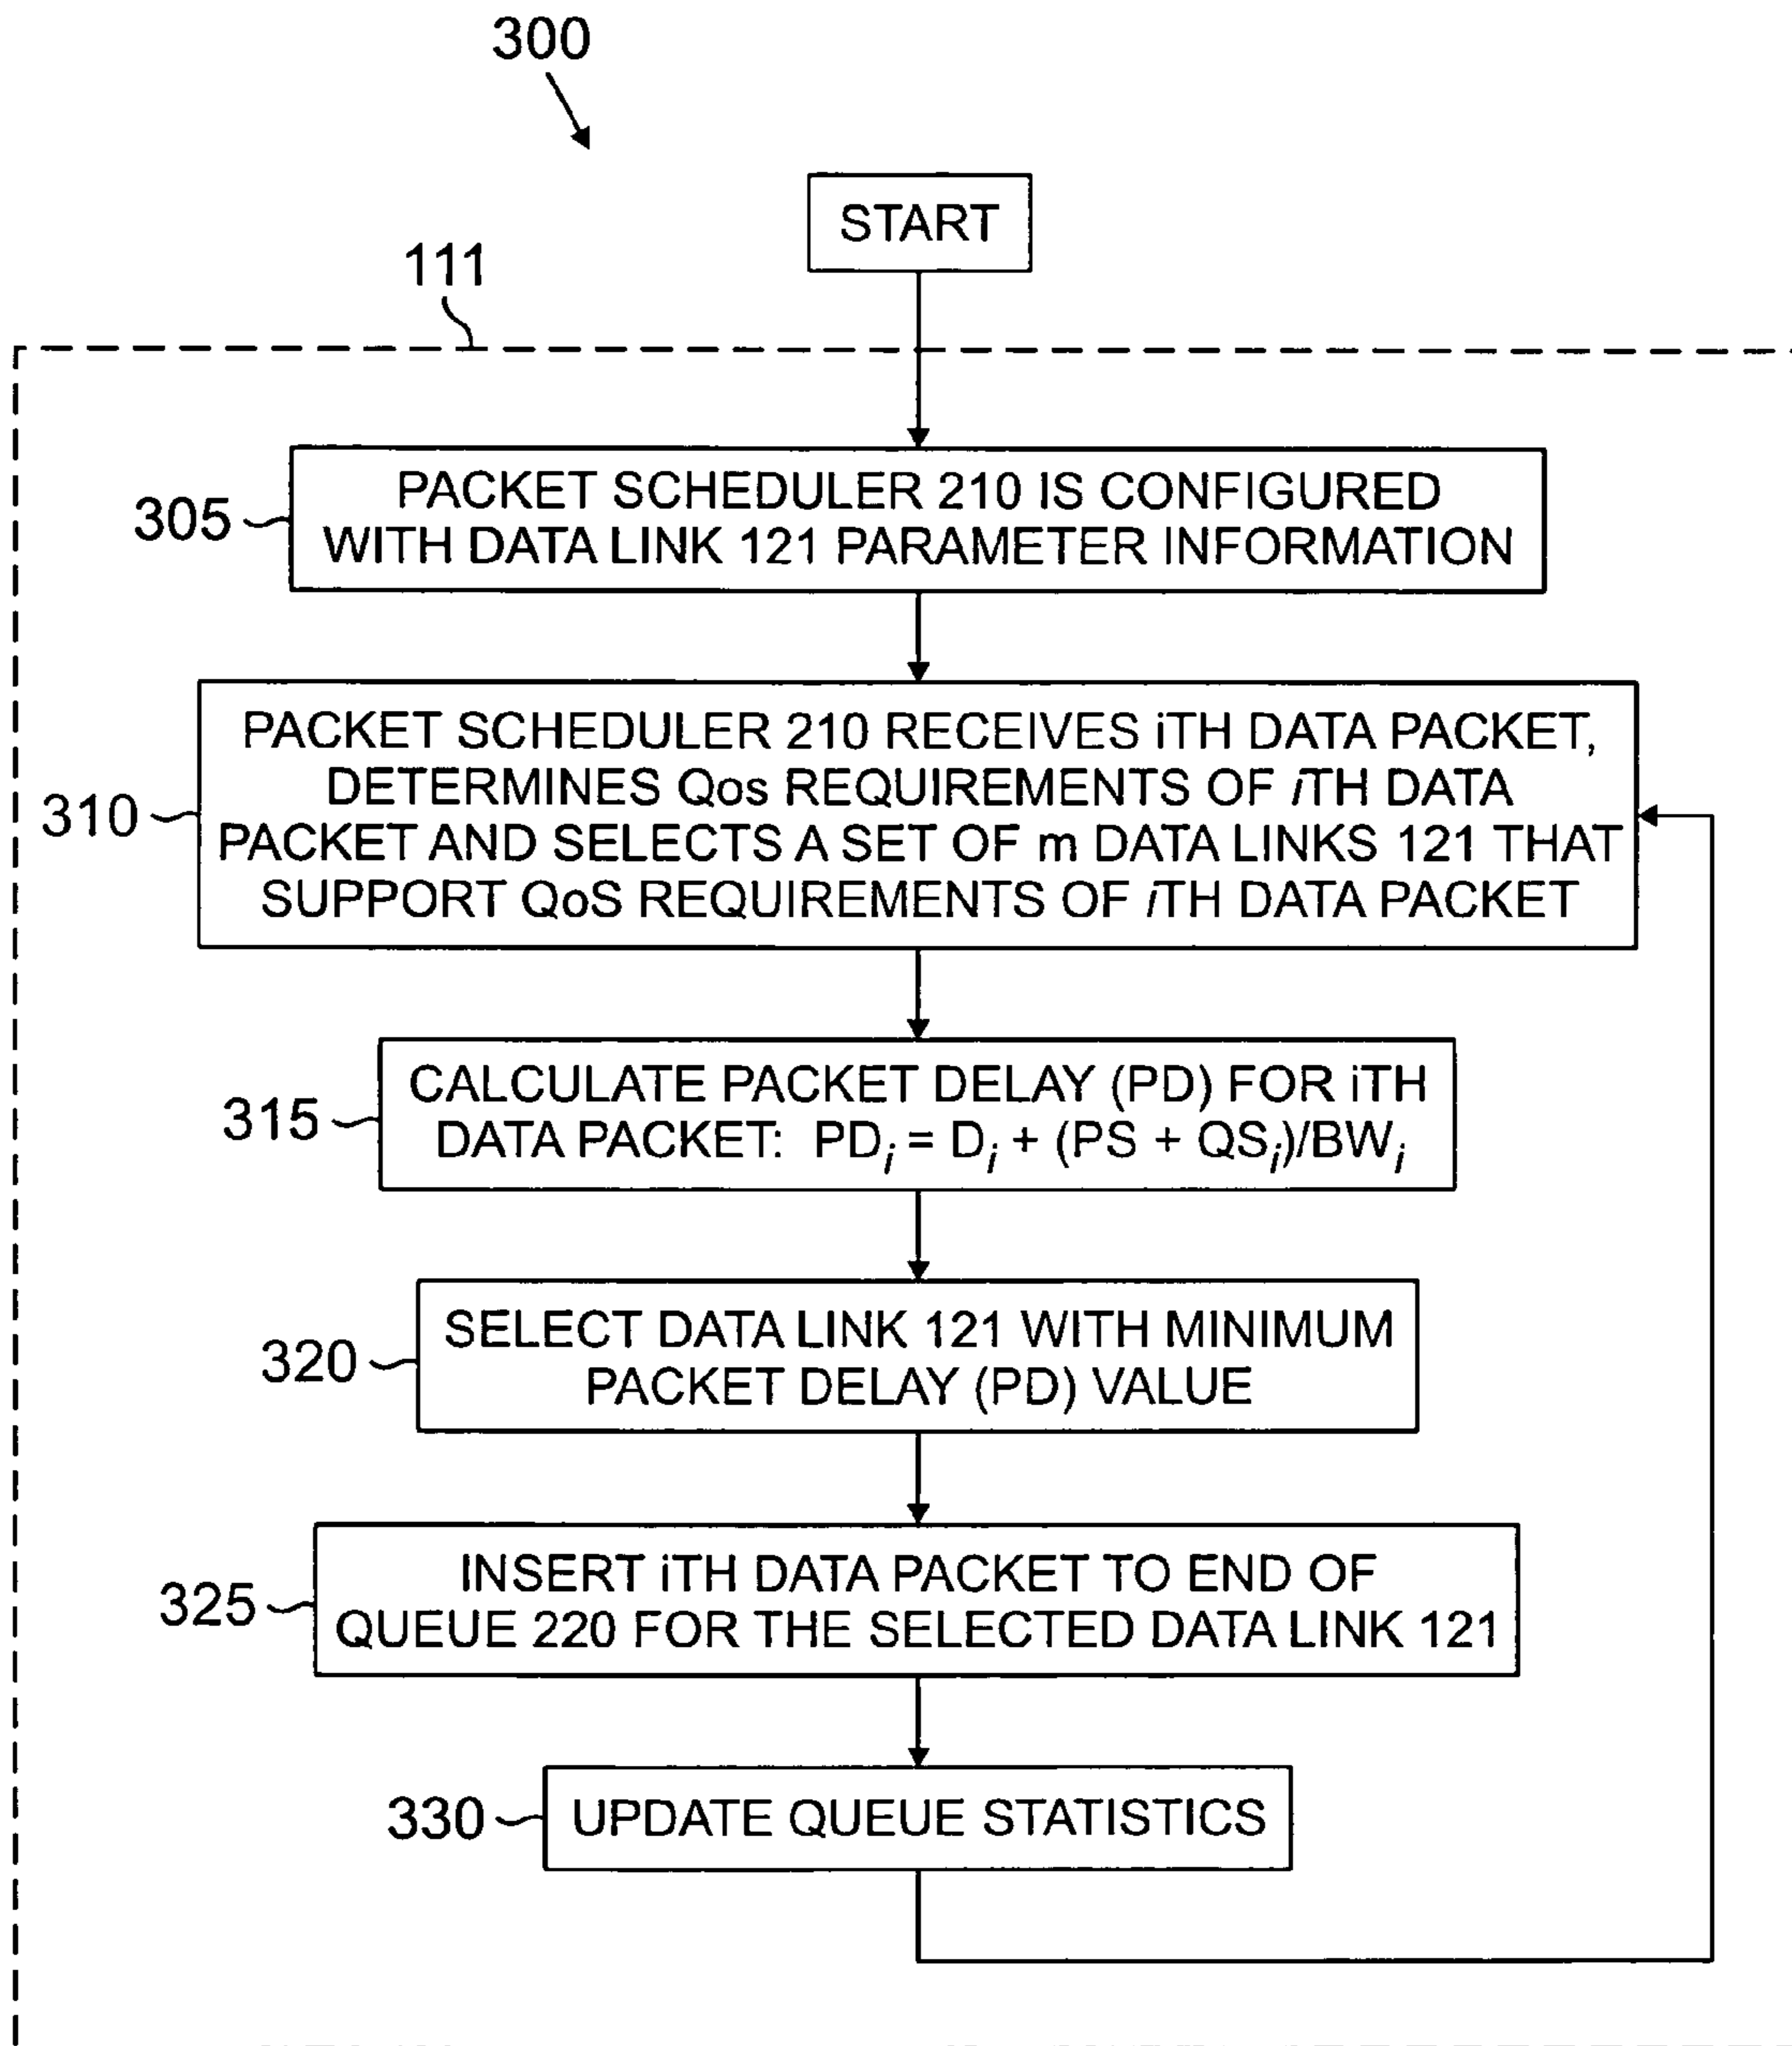 300
START
111
305
PACKET SCHEDULER 210 IS CONFIGURED
WITH DATA LINK 121 PARAMETER INFORMATION
310
PACKET SCHEDULER 210 RECEIVES iTH DATA PACKET,
DETERMINES Qos REQUIREMENTS OF iTH DATA
PACKET AND SELECTS A SET OF m DATA LINKS 121 THAT
SUPPORT QoS REQUIREMENTS OF iTH DATA PACKET
315
CALCULATE PACKET DELAY (PD) FOR iTH
DATA PACKET: PD_i = D_i + (PS + QS_i)/BW_i
320
SELECT DATA LINK 121 WITH MINIMUM
PACKET DELAY (PD) VALUE
325
INSERT iTH DATA PACKET TO END OF
QUEUE 220 FOR THE SELECTED DATA LINK 121
330
UPDATE QUEUE STATISTICS